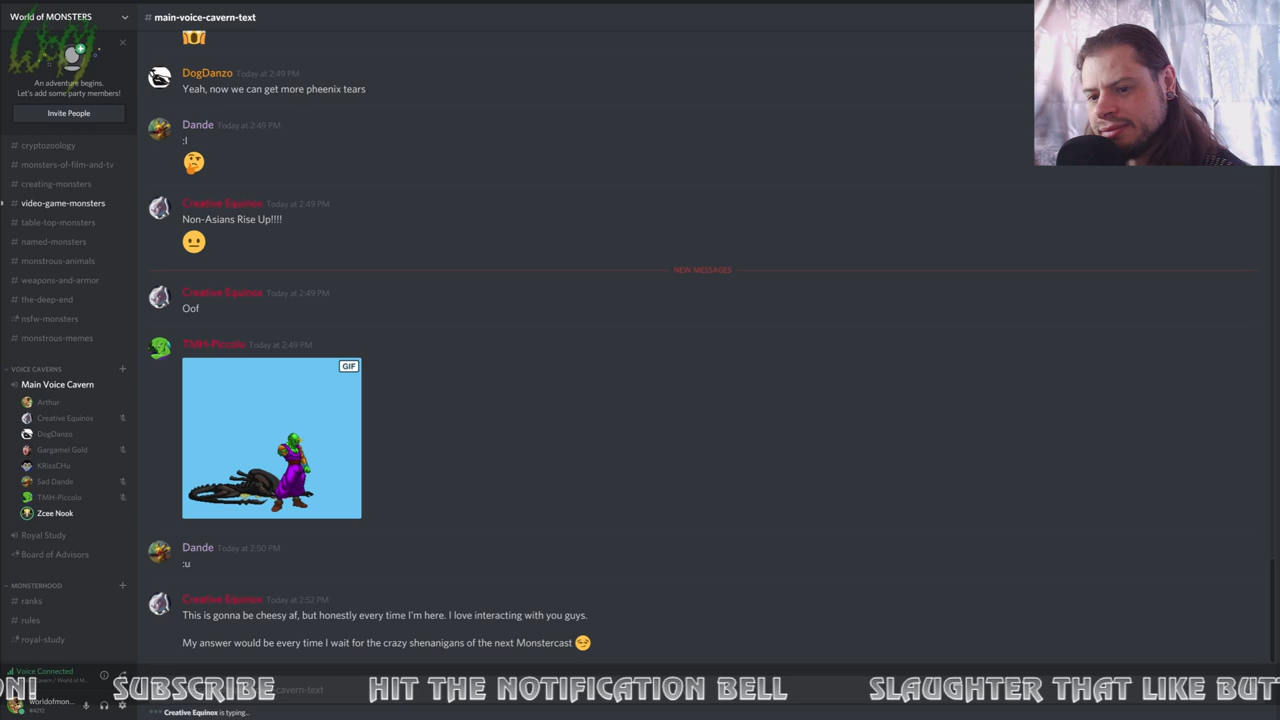 World of MONSTERS
# main-voice-cavern-text
An adventure begins.
Let's add some party members!
Invite People
# cryptozoology
# monsters-of-film-and-tv
# creating-monsters
# video-game-monsters
# table-top-monsters
# named-monsters
# monstrous-animals
# weapons-and-armor
# the-deep-end
# nsfw-monsters
# monstrous-memes
VOICE CAVERNS
Main Voice Cavern
Arthur
Creative Equinox
DogDanzo
Gargamel Gold
KRissCHu
Sad Dande
TMH-Piccolo
Zcee Nook
Royal Study
Board of Advisors
MONSTERHOOD
# ranks
# rules
royal-study
Voice Connected
worldofmon...
#4212
DogDanzo Today at 2:49 PM
Yeah, now we can get more pheenix tears
Dande Today at 2:49 PM
:I
Creative Equinox Today at 2:49 PM
Non-Asians Rise Up!!!!
NEW MESSAGES
Creative Equinox Today at 2:49 PM
Oof
TMH-Piccolo Today at 2:49 PM
GIF
Dande Today at 2:50 PM
:u
Creative Equinox Today at 2:52 PM
This is gonna be cheesy af, but honestly every time I'm here. I love interacting with you guys.
My answer would be every time I wait for the crazy shenanigans of the next Monstercast
ON! SUBSCRIBE HIT THE NOTIFICATION BELL SLAUGHTER THAT LIKE BUT
Creative Equinox is typing...